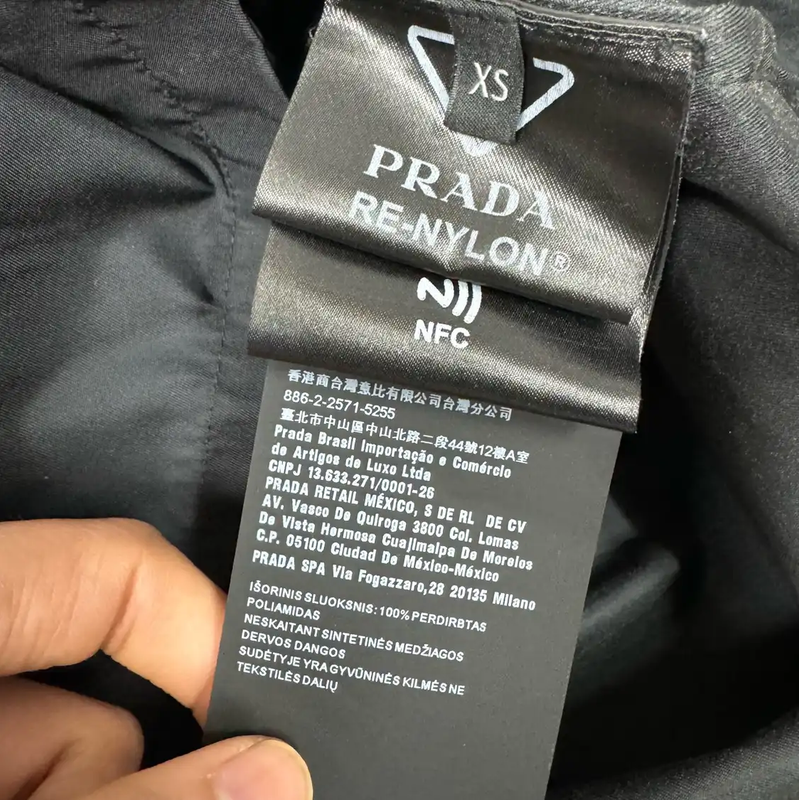 XS
PRADA
RE-NYLON®
NFC
香港商台灣意比有限公司台灣分公司
886-2-2571-5255
臺北市中山區中山北路二段44號12樓A室
Prada Brasil Importação e Comércio
de Artigos de Luxo Ltda
CNPJ 13.633.271/0001-26
PRADA RETAIL MÉXICO, S DE RL DE CV
AV. Vasco De Quiroga 3800 Col. Lomas
De Vista Hermosa Cuajimalpa De Morelos
C.P. 05100 Ciudad De México-México
PRADA SPA Via Fogazzaro,28 20135 Milano
IŠORINIS SLUOKSNIS: 100% PERDIRBTAS
POLIAMIDAS
NESKAITANT SINTETINĖS MEDŽIAGOS
DERVOS DANGOS
SUDĖTYJE YRA GYVŪNINĖS KILMĖS NE
TEKSTILĖS DALIŲ